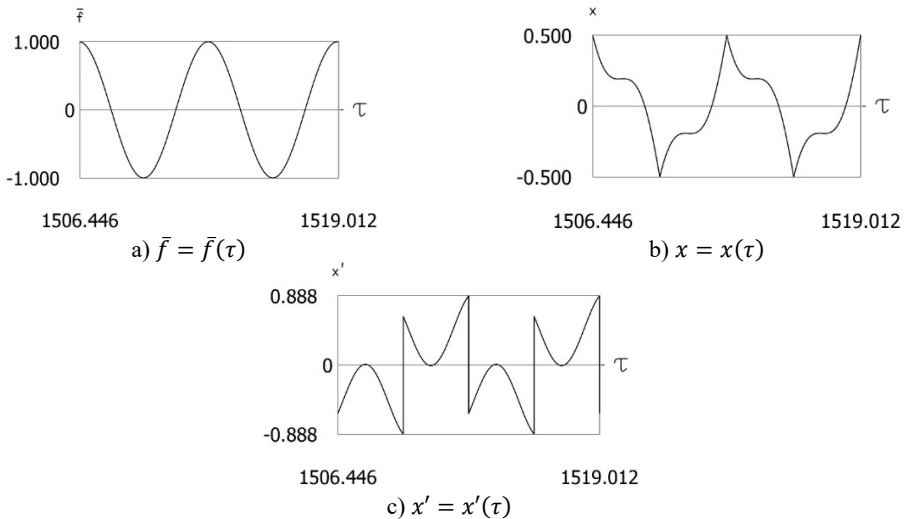 f̄
1.000
0
τ
-1.000
1506.446 1519.012
a) f̄ = f̄(τ)
x
0.500
0
τ
-0.500
1506.446 1519.012
b) x = x(τ)
x'
0.888
0
τ
-0.888
1506.446 1519.012
c) x′ = x′(τ)